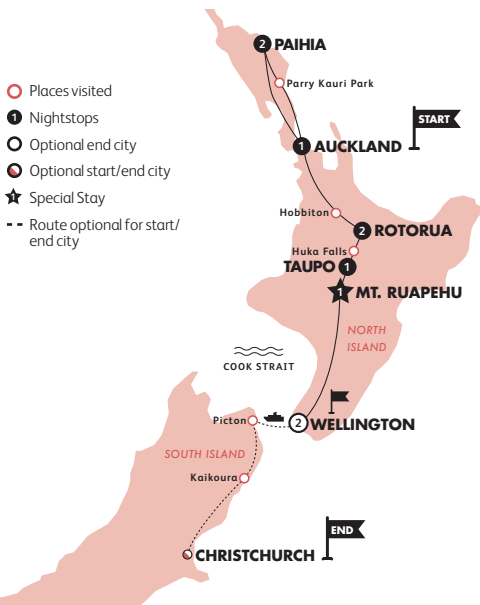 2 PAIHIA
Parry Kauri Park
Places visited
1 Nightstops
Optional end city
Optional start/end city
1 Special Stay
Route optional for start/
end city
START
1 AUCKLAND
Hobbiton
2 ROTORUA
Huka Falls
TAUPO 1
1 MT. RUAPEHU
NORTH
ISLAND
COOK STRAIT
Picton
2 WELLINGTON
SOUTH ISLAND
Kaikoura
END
CHRISTCHURCH